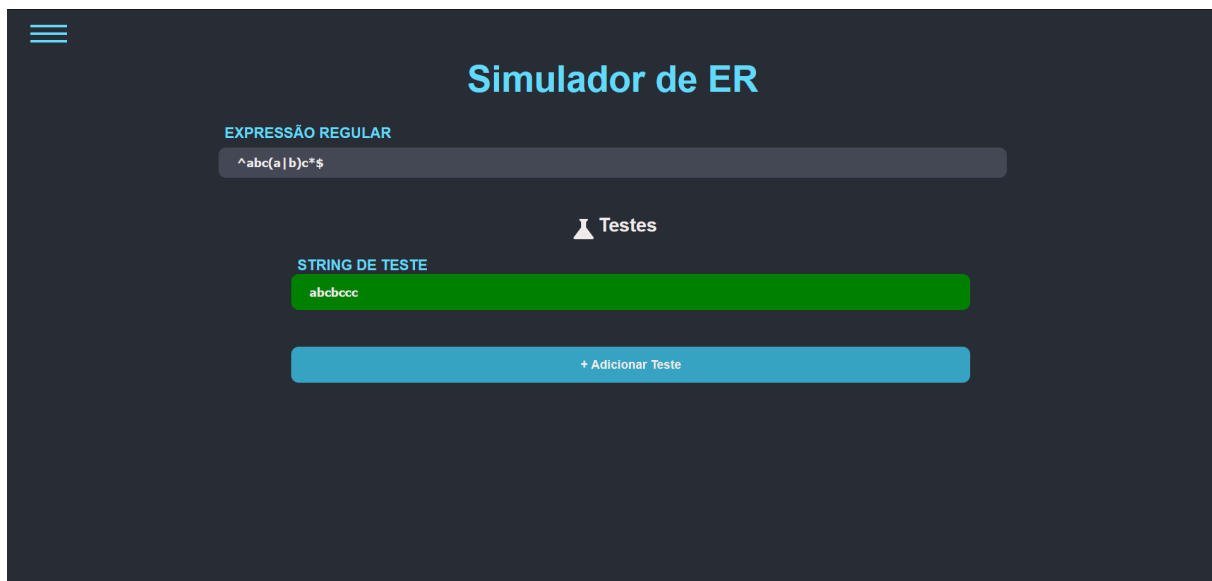 Simulador de ER
EXPRESSÃO REGULAR
^abc(a|b)c*$
Testes
STRING DE TESTE
abcbccc
+ Adicionar Teste